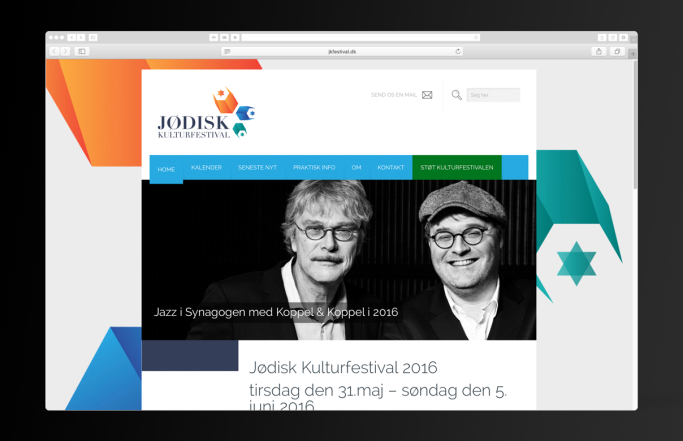 jkfestival.dk
SEND OS EN MAIL
Søg her...
JØDISK
KULTURFESTIVAL
HOME KALENDER SENESTE NYT PRAKTISK INFO OM KONTAKT STØT KULTURFESTIVALEN
Jazz i Synagogen med Koppel & Koppel i 2016
Jødisk Kulturfestival 2016
tirsdag den 31.maj – søndag den 5.
juni 2016